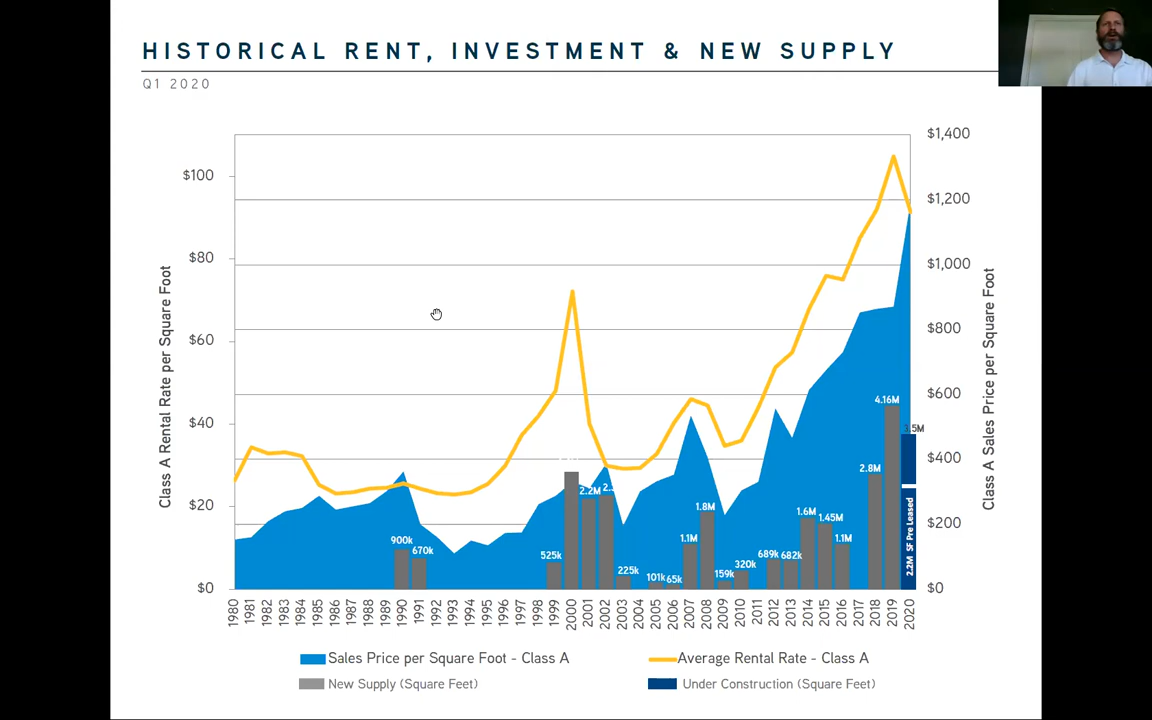 HISTORICAL RENT, INVESTMENT & NEW SUPPLY
Q1 2020
$1,400
$100
$1,200
$80
$1,000
$60
$800
$40
$600
$20
$400
$0
$200
$0
Class A Rental Rate per Square Foot
Class A Sales Price per Square Foot
900k
670k
525k
2.2M
2.
225k
101k
65k
1.1M
1.8M
159k
320k
689k
682k
1.6M
1.45M
1.1M
2.8M
4.16M
3.5M
2.2M SF Pre Leased
1980 1981 1982 1983 1984 1985 1986 1987 1988 1989 1990 1991 1992 1993 1994 1995 1996 1997 1998 1999 2000 2001 2002 2003 2004 2005 2006 2007 2008 2009 2010 2011 2012 2013 2014 2015 2016 2017 2018 2019 2020
Sales Price per Square Foot - Class A
Average Rental Rate - Class A
New Supply (Square Feet)
Under Construction (Square Feet)